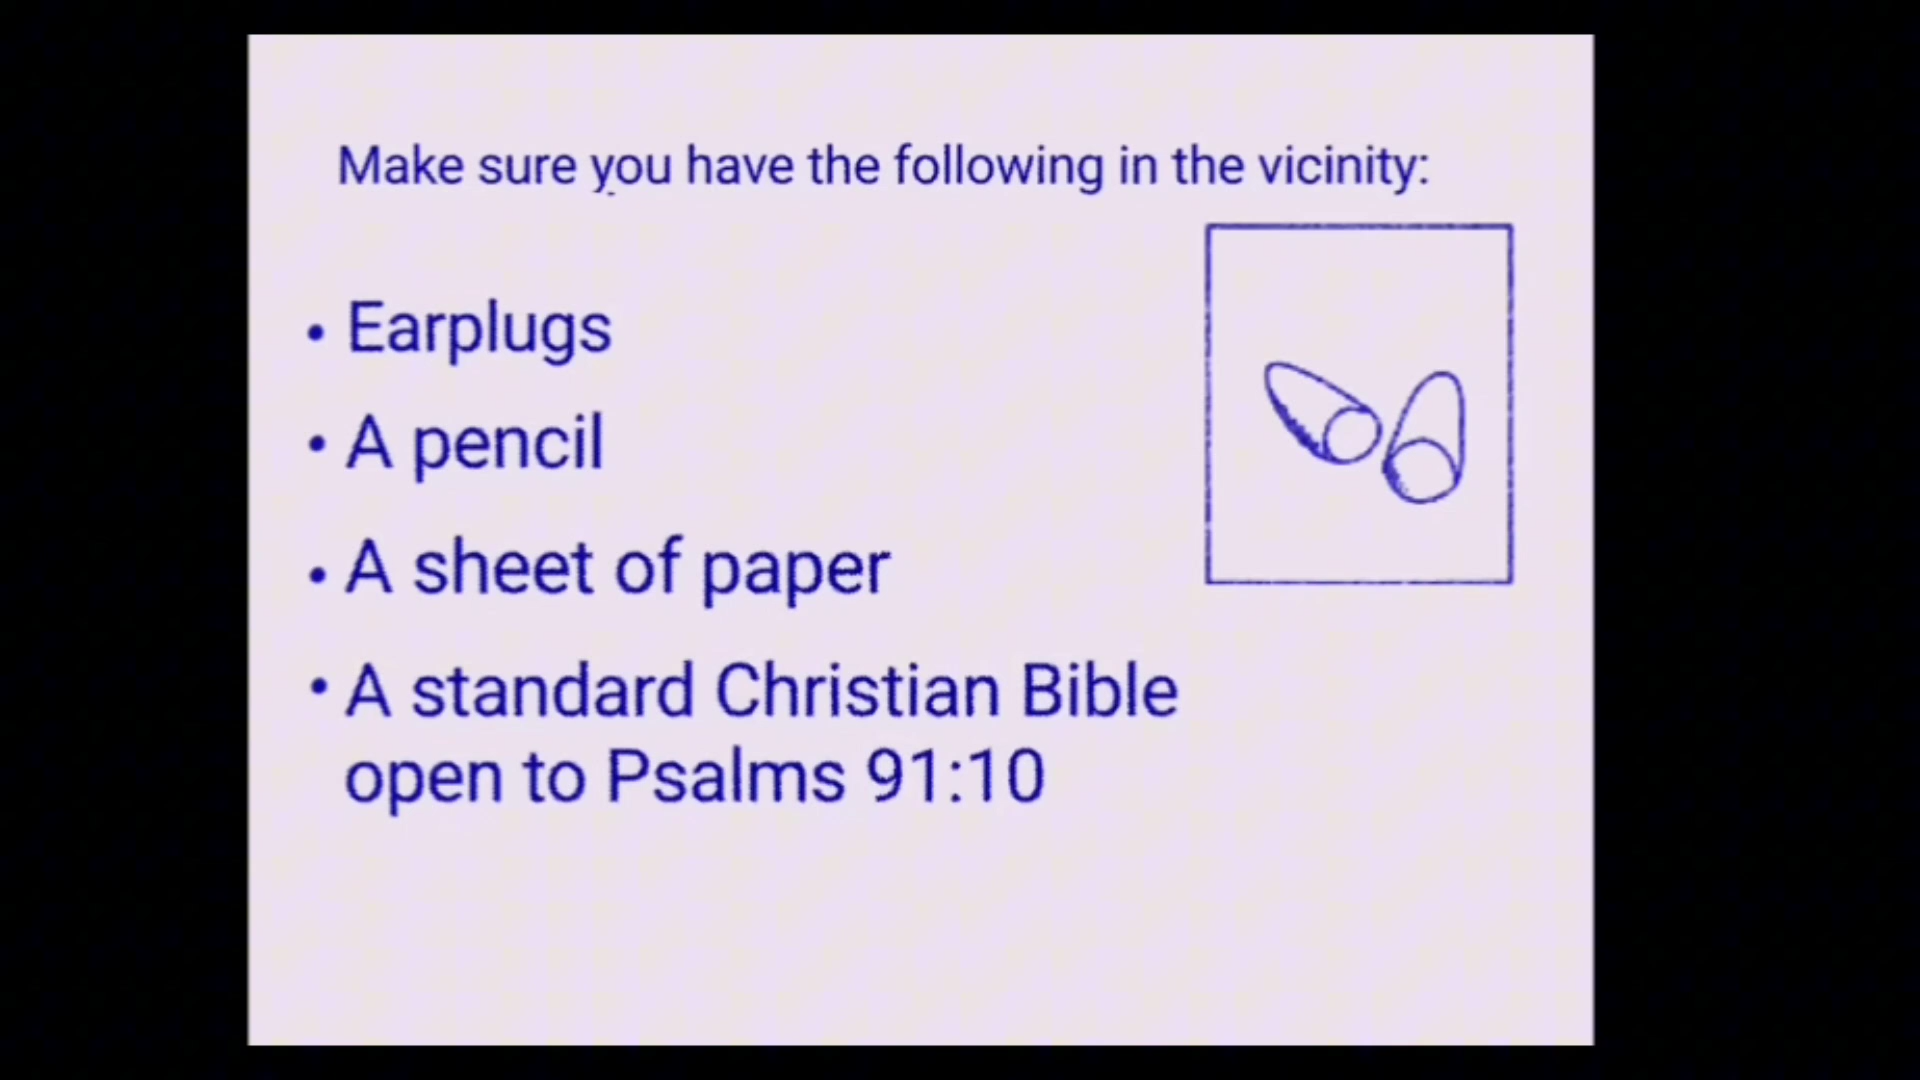 Make sure you have the following in the vicinity:
• Earplugs
• A pencil
• A sheet of paper
• A standard Christian Bible
open to Psalms 91:10